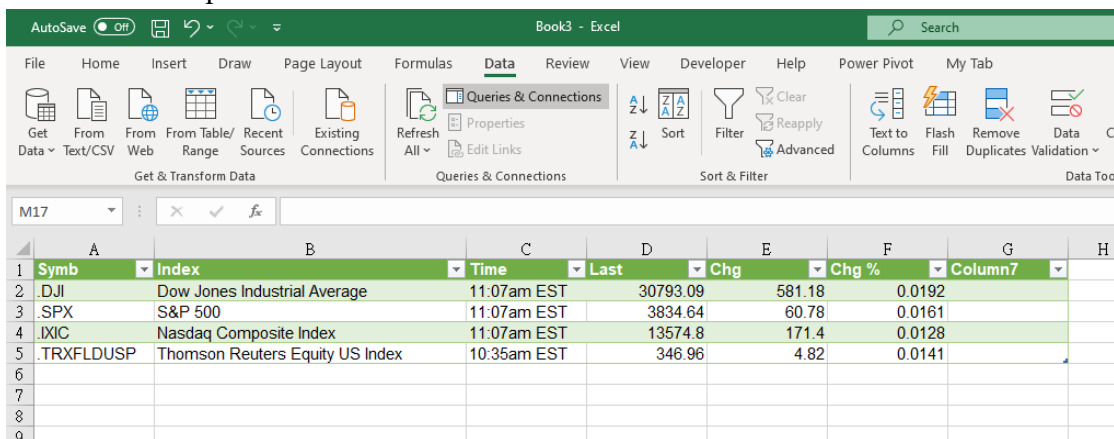 AutoSave Off Book3 - Excel Search
File Home Insert Draw Page Layout Formulas Data Review View Developer Help Power Pivot My Tab
Queries & Connections Clear
Properties Reapply
Get From From From Table/ Recent Existing Refresh Sort Filter Text to Flash Remove Data
Data Text/CSV Web Range Sources Connections All Edit Links Advanced Columns Fill Duplicates Validation
Get & Transform Data Queries & Connections Sort & Filter Data Too
M17 fx
A B C D E F G H
1 Symb Index Time Last Chg Chg % Column7
2 .DJI Dow Jones Industrial Average 11:07am EST 30793.09 581.18 0.0192
3 .SPX S&P 500 11:07am EST 3834.64 60.78 0.0161
4 .IXIC Nasdaq Composite Index 11:07am EST 13574.8 171.4 0.0128
5 .TRXFLDUSP Thomson Reuters Equity US Index 10:35am EST 346.96 4.82 0.0141
6
7
8
9